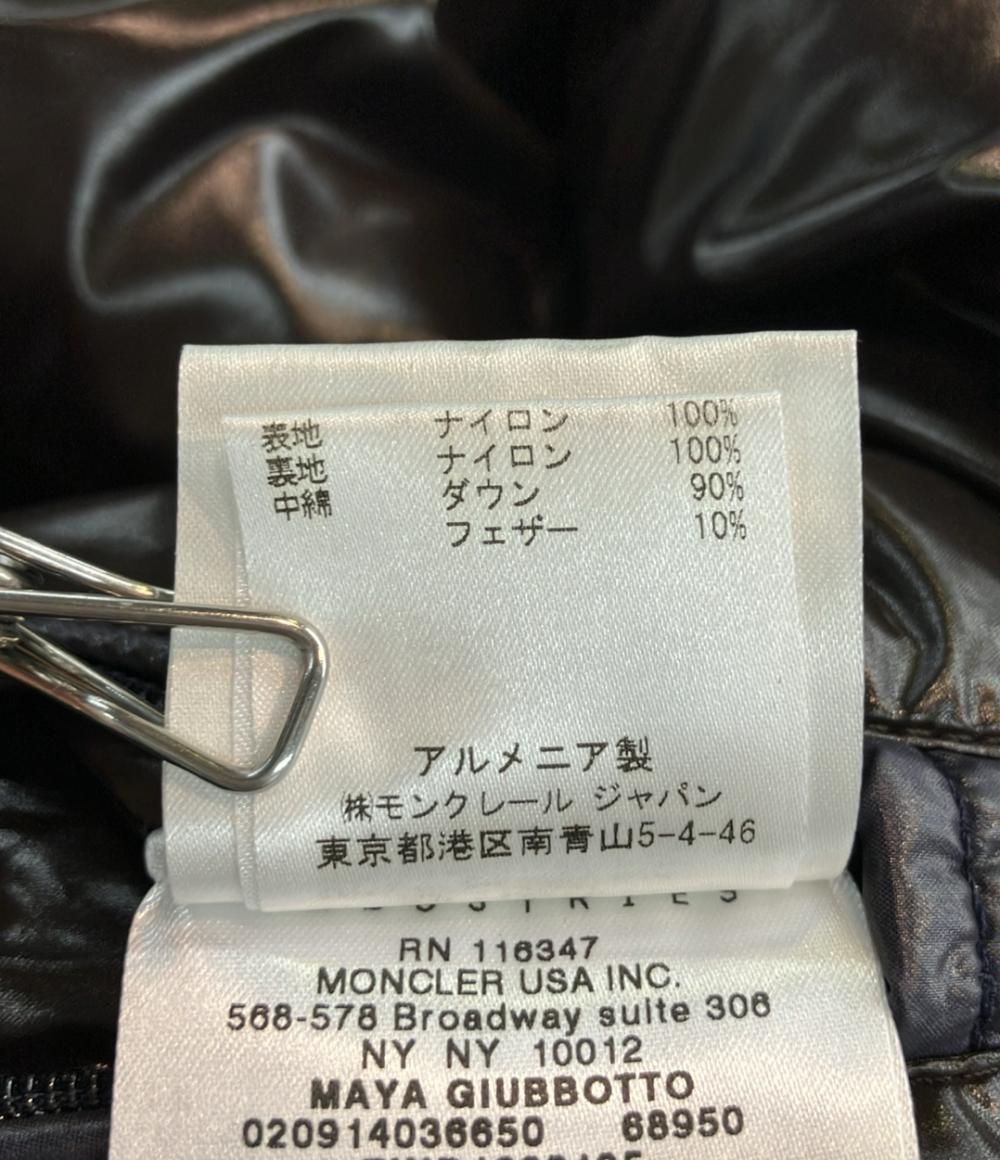 表地 ナイロン 100%
裏地 ナイロン 100%
中綿 ダウン 90%
フェザー 10%
アルメニア製
㈱モンクレール ジャパン
東京都港区南青山5-4-46
RN 116347
MONCLER USA INC.
568-578 Broadway suite 306
NY NY 10012
MAYA GIUBBOTTO
020914036650 68950